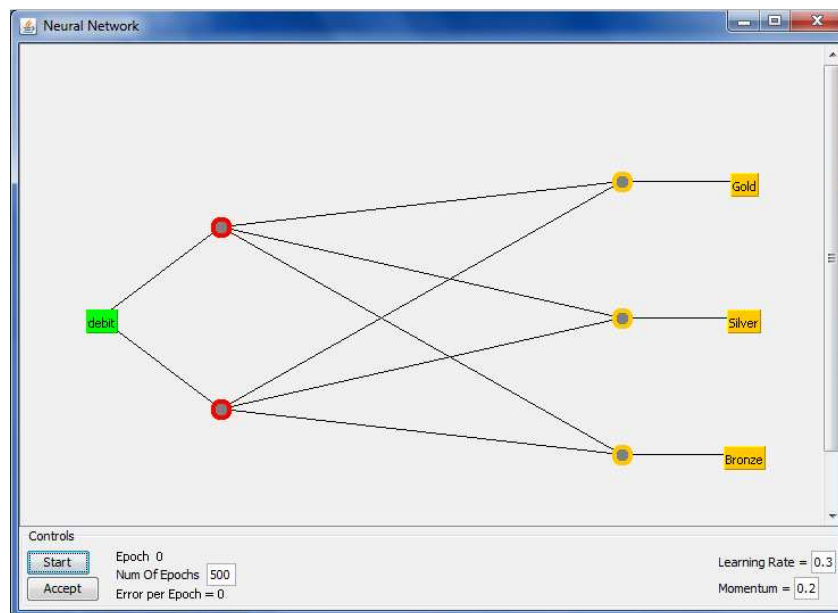 Neural Network
Gold
debit
Silver
Bronze
Controls
Start
Accept
Epoch 0
Num Of Epochs 500
Error per Epoch = 0
Learning Rate = 0.3
Momentum = 0.2